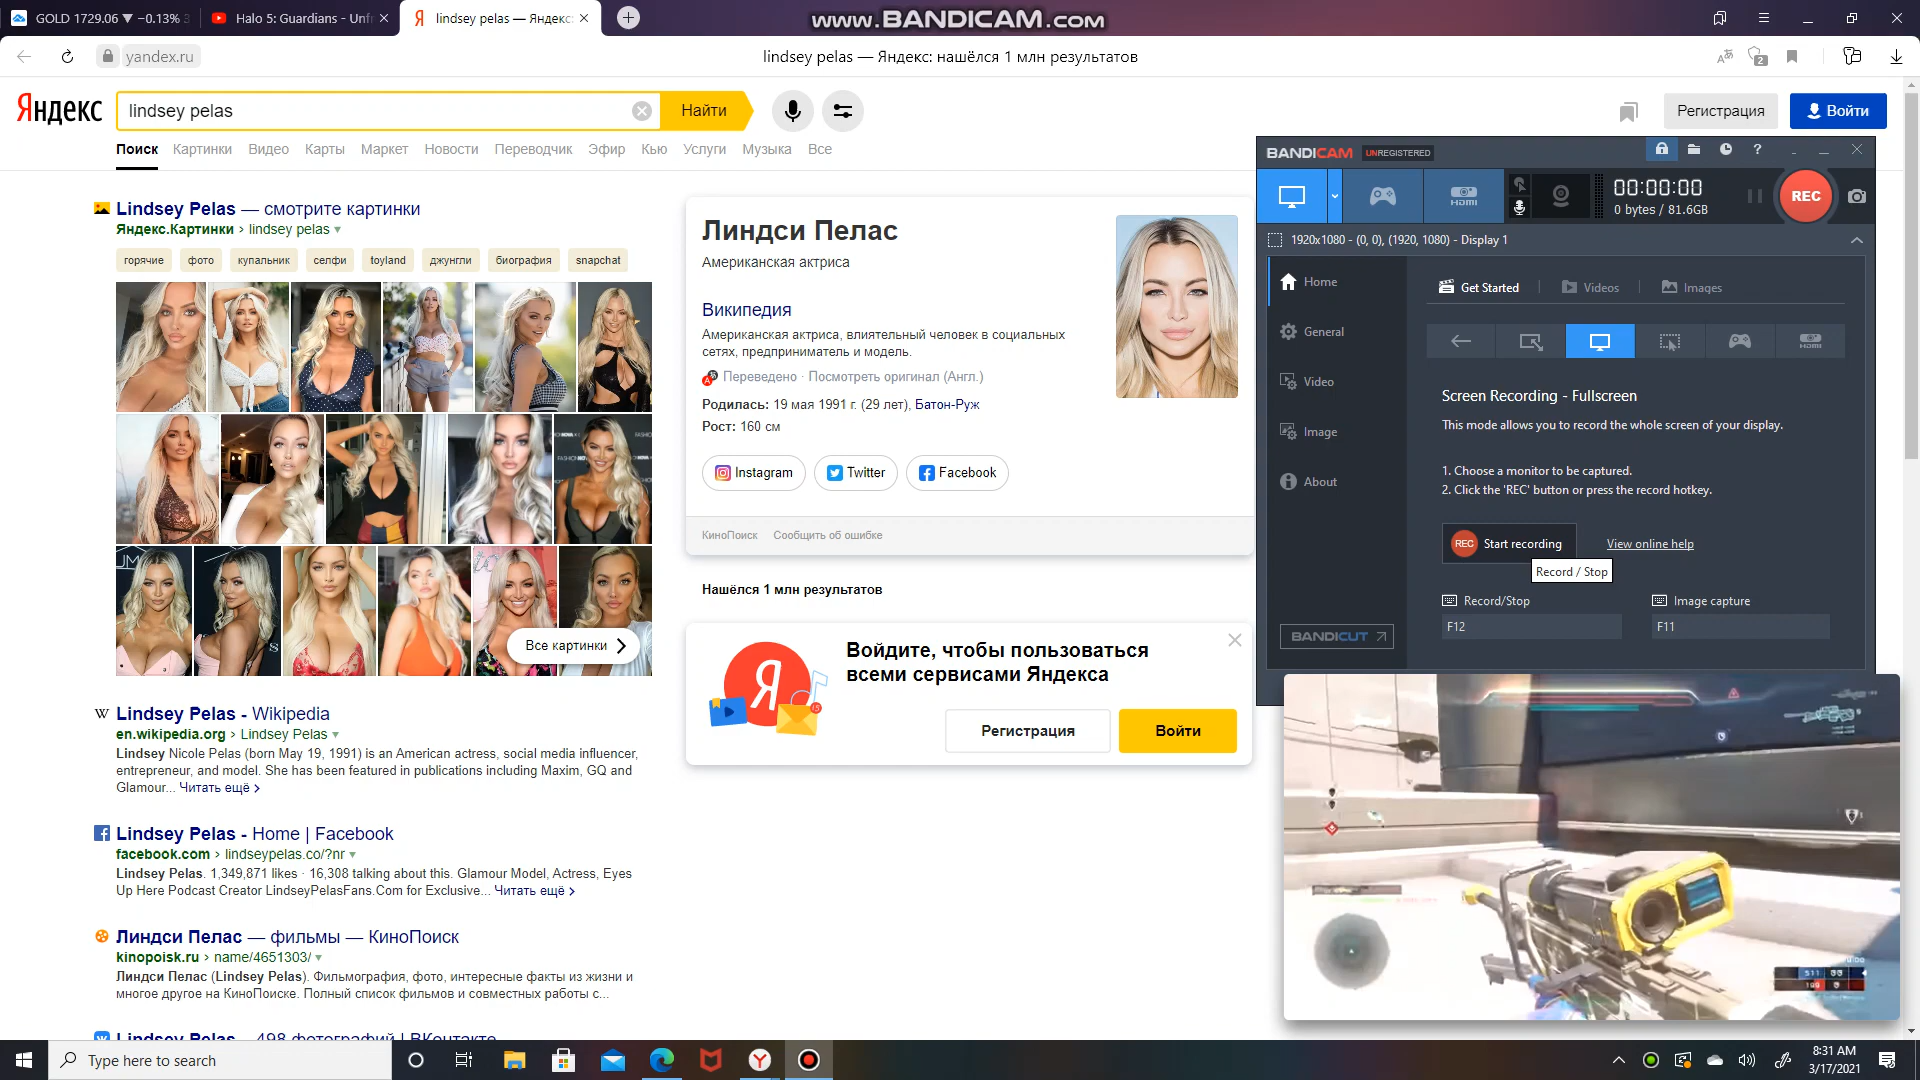 GOLD 1729.06 ▼ −0.13%
Halo 5: Guardians - Unf
lindsey pelas — Яндекс:
www.BANDICAM.com
yandex.ru
lindsey pelas — Яндекс: нашёлся 1 млн результатов
2
Яндекс
lindsey pelas
Найти
Регистрация
Войти
Поиск
Картинки
Видео
Карты
Маркет
Новости
Переводчик
Эфир
Кью
Услуги
Музыка
Все
Lindsey Pelas — смотрите картинки
Яндекс.Картинки › lindsey pelas
горячие
фото
купальник
селфи
toyland
джунгли
биография
snapchat
Все картинки
Lindsey Pelas - Wikipedia
en.wikipedia.org › Lindsey Pelas
Lindsey Nicole Pelas (born May 19, 1991) is an American actress, social media influencer,
entrepreneur, and model. She has been featured in publications including Maxim, GQ and
Glamour... Читать ещё ›
Lindsey Pelas - Home | Facebook
facebook.com › lindseypelas.co/?nr
Lindsey Pelas. 1,349,871 likes · 16,308 talking about this. Glamour Model, Actress, Eyes
Up Here Podcast Creator LindseyPelasFans.Com for Exclusive... Читать ещё ›
Линдси Пелас — фильмы — КиноПоиск
kinopoisk.ru › name/4651303/
Линдси Пелас (Lindsey Pelas). Фильмография, фото, интересные факты из жизни и
многое другое на КиноПоиске. Полный список фильмов и совместных работы с...
Lindsey Pelas – 498 фотографий | ВКонтакте
Линдси Пелас
Американская актриса
Википедия
Американская актриса, влиятельный человек в социальных
сетях, предприниматель и модель.
Переведено · Посмотреть оригинал (Англ.)
Родилась: 19 мая 1991 г. (29 лет), Батон-Руж
Рост: 160 см
Instagram
Twitter
Facebook
КиноПоиск
Сообщить об ошибке
Нашёлся 1 млн результатов
Войдите, чтобы пользоваться
всеми сервисами Яндекса
Регистрация
Войти
BANDICAM
UNREGISTERED
HDMI
00:00:00
0 bytes / 81.6GB
REC
1920x1080 - (0, 0), (1920, 1080) - Display 1
Home
General
Video
Image
About
BANDICUT
Get Started
Videos
Images
HDMI
Screen Recording - Fullscreen
This mode allows you to record the whole screen of your display.
1. Choose a monitor to be captured.
2. Click the 'REC' button or press the record hotkey.
REC
Start recording
View online help
Record / Stop
Record/Stop
Image capture
F12
F11
Type here to search
8:31 AM
3/17/2021